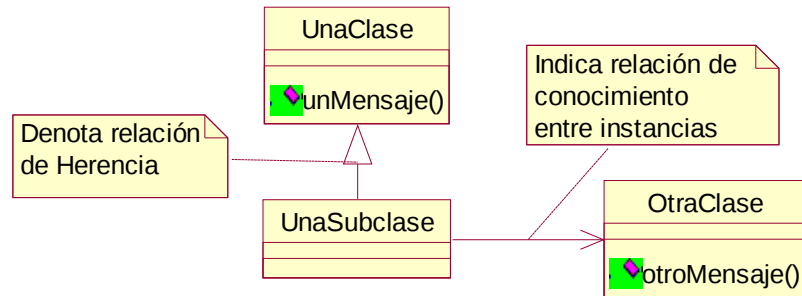 UnaClase
unMensaje()
Indica relación de
conocimiento
entre instancias
Denota relación
de Herencia
UnaSubclase
OtraClase
otroMensaje()